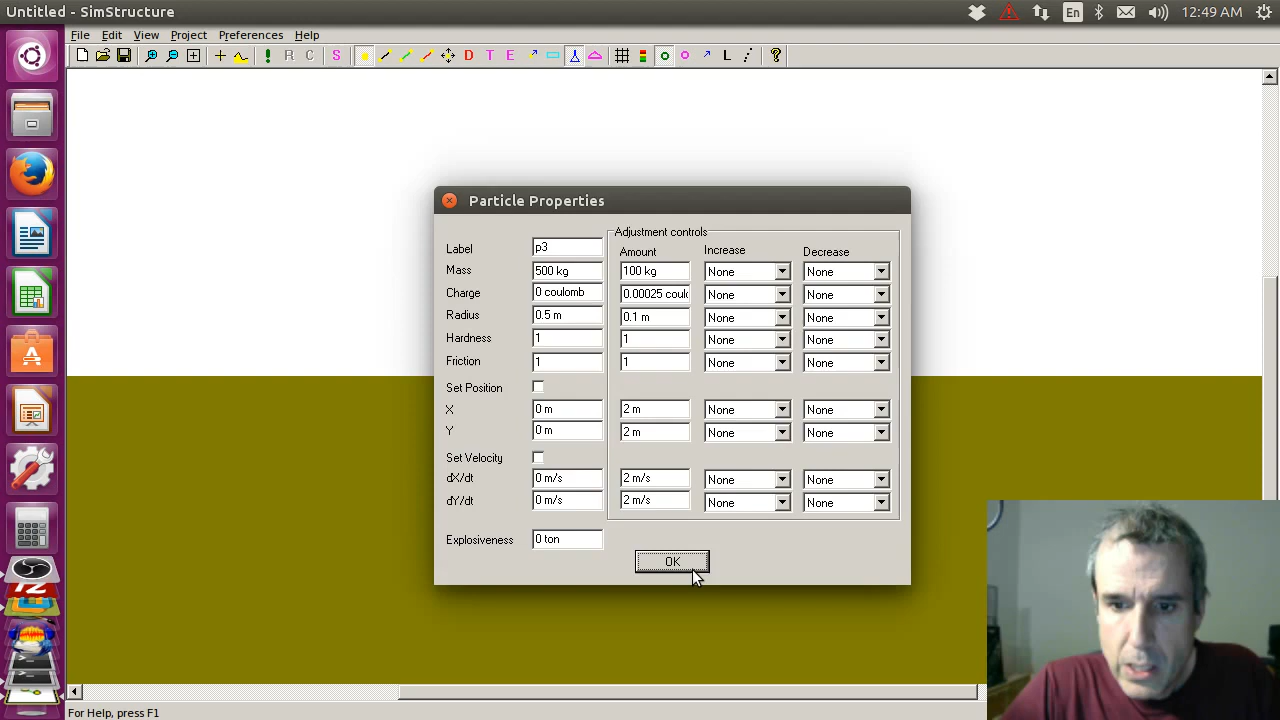 Untitled - SimStructure
En
12:49 AM
File Edit View Project Preferences Help
R C S D T E L ?
Particle Properties
Adjustment controls
Label p3 Amount Increase Decrease
Mass 500 kg 100 kg None None
Charge 0 coulomb 0.00025 coul None None
Radius 0.5 m 0.1 m None None
Hardness 1 1 None None
Friction 1 1 None None
Set Position
X 0 m 2 m None None
Y 0 m 2 m None None
Set Velocity
dX/dt 0 m/s 2 m/s None None
dY/dt 0 m/s 2 m/s None None
Explosiveness 0 ton
OK
For Help, press F1